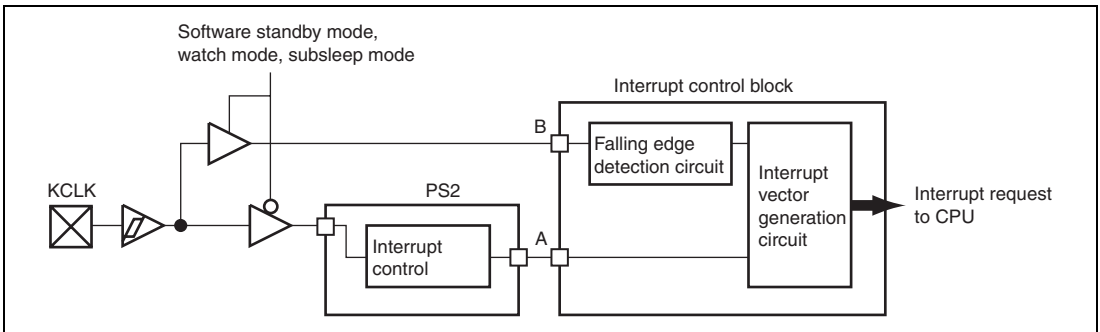 Software standby mode,
watch mode, subsleep mode
Interrupt control block
B
Falling edge
detection circuit
KCLK
PS2
Interrupt
vector
generation
circuit
Interrupt request
to CPU
A
Interrupt
control